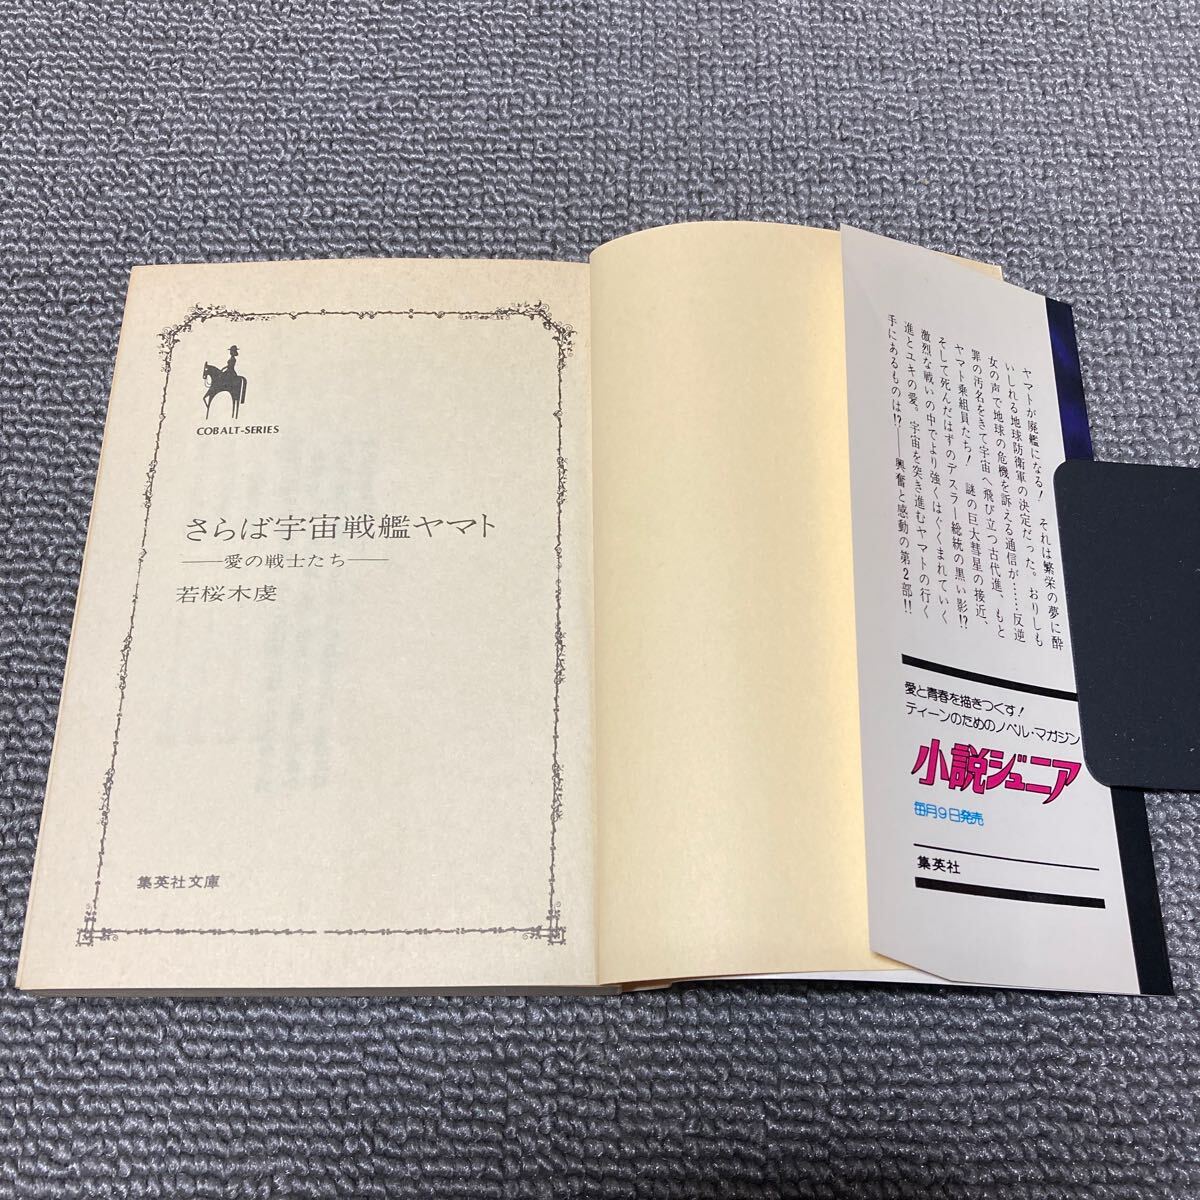 COBALT-SERIES
さらば宇宙戦艦ヤマト
——愛の戦士たち——
若桜木虔
集英社文庫
ヤマトが廃艦になる! それは繁栄の夢に酔
いしれる地球防衛軍の決定だった。おりしも
女の声で地球の危機を訴える通信が……反逆
罪の汚名をきて宇宙へ飛び立つ古代進、もと
ヤマト乗組員たち! 謎の巨大彗星の接近、
そして死んだはずのデスラー総統の黒い影!?
激烈な戦いの中でより強くはぐくまれていく
進とユキの愛。宇宙を突き進むヤマトの行く
手にあるものは!?——興奮と感動の第2部!!
愛と青春を描きつくす!
ティーンのためのノベル・マガジン
小説ジュニア
毎月9日発売
集英社